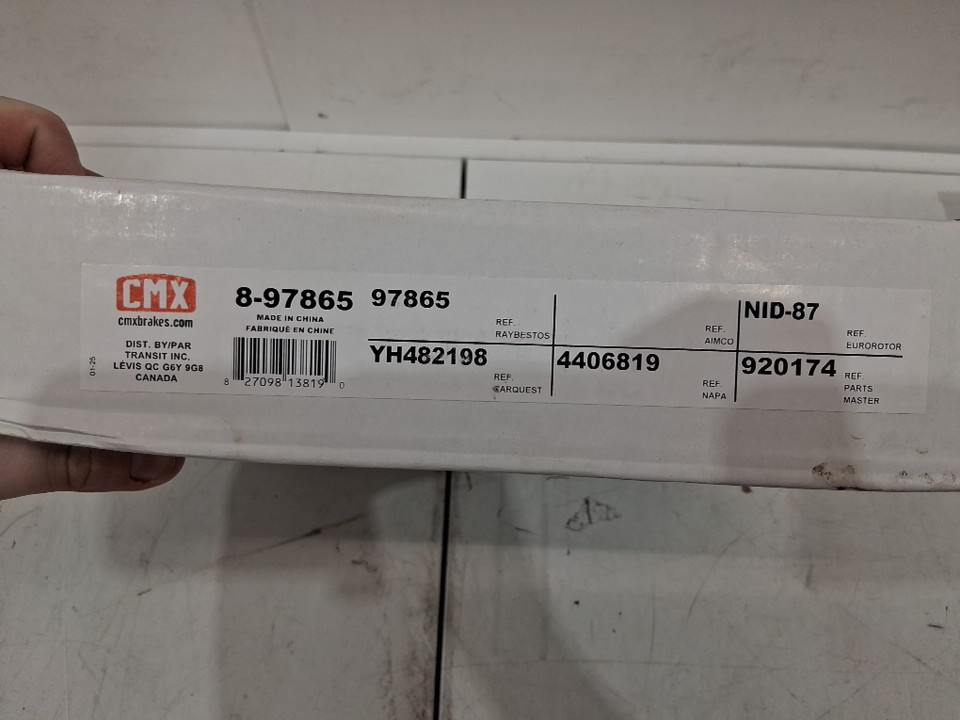 CMX
cmxbrakes.com
DIST. BY/PAR
TRANSIT INC.
LÉVIS QC G6Y 9G8
CANADA
01-25
8-97865
MADE IN CHINA
FABRIQUÉ EN CHINE
8 27098 13819 0
97865
REF.
RAYBESTOS
REF.
AIMCO
NID-87
REF.
EUROROTOR
YH482198
REF.
CARQUEST
4406819
REF.
NAPA
920174
REF.
PARTS
MASTER